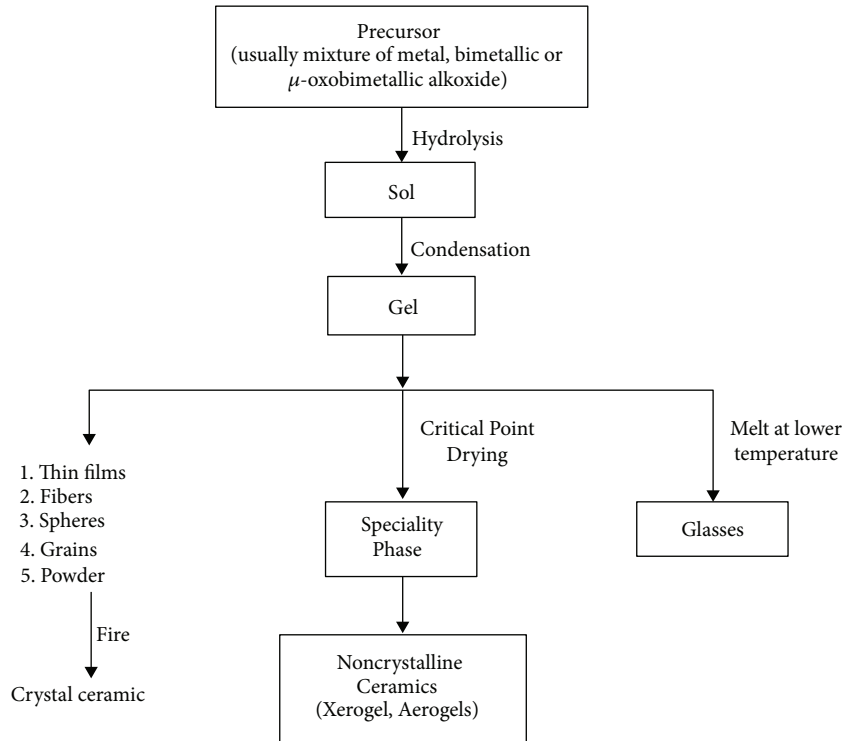 Precursor
(usually mixture of metal, bimetallic or
μ-oxobimetallic alkoxide)
Hydrolysis
Sol
Condensation
Gel
1. Thin films
2. Fibers
3. Spheres
4. Grains
5. Powder
Fire
Crystal ceramic
Critical Point
Drying
Speciality
Phase
Noncrystalline
Ceramics
(Xerogel, Aerogels)
Melt at lower
temperature
Glasses